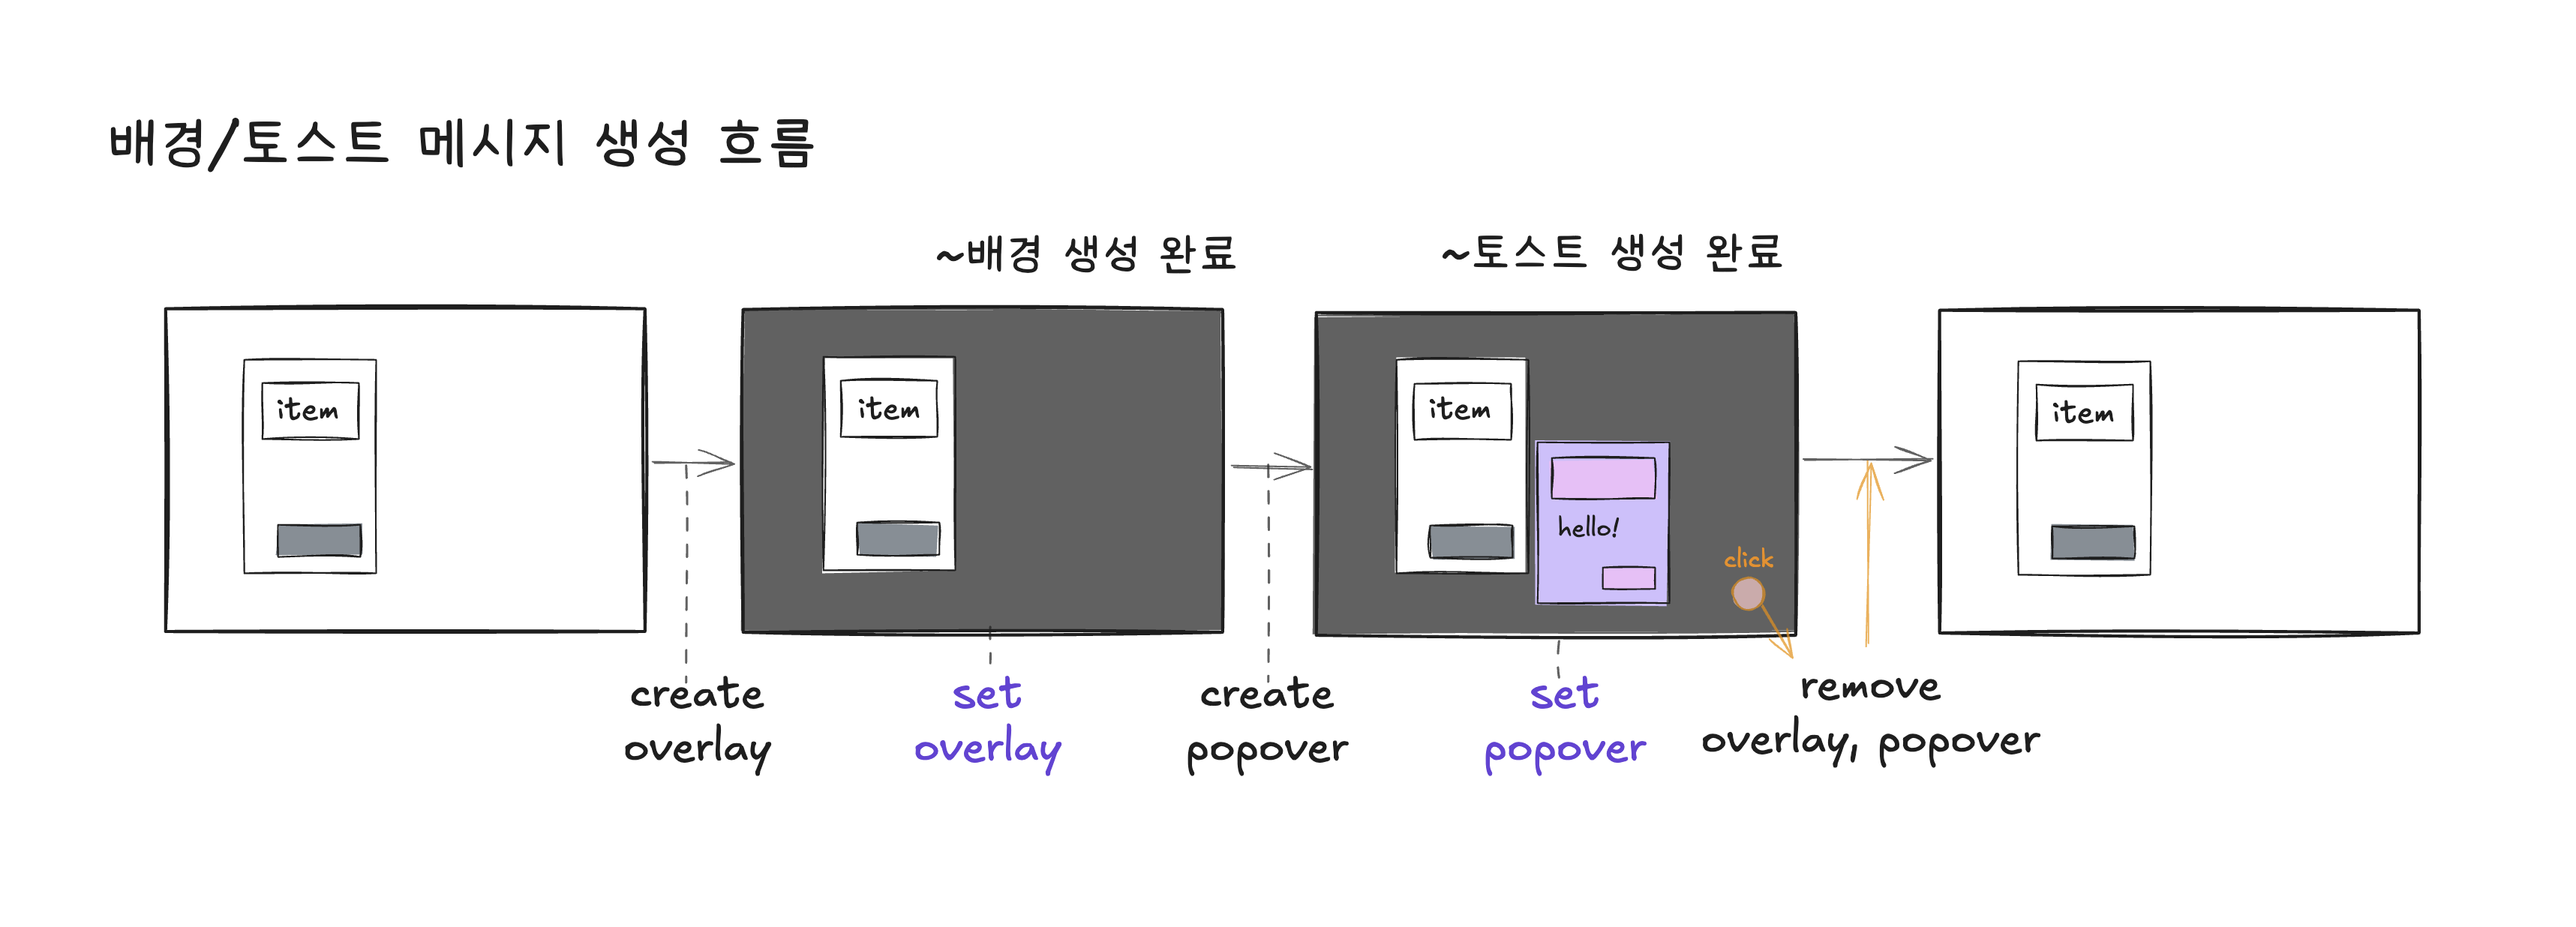 배경/토스트 메시지 생성 흐름
~배경 생성 완료
~토스트 생성 완료
item
item
item
hello!
click
item
create
overlay
set
overlay
create
popover
set
popover
remove
overlay, popover